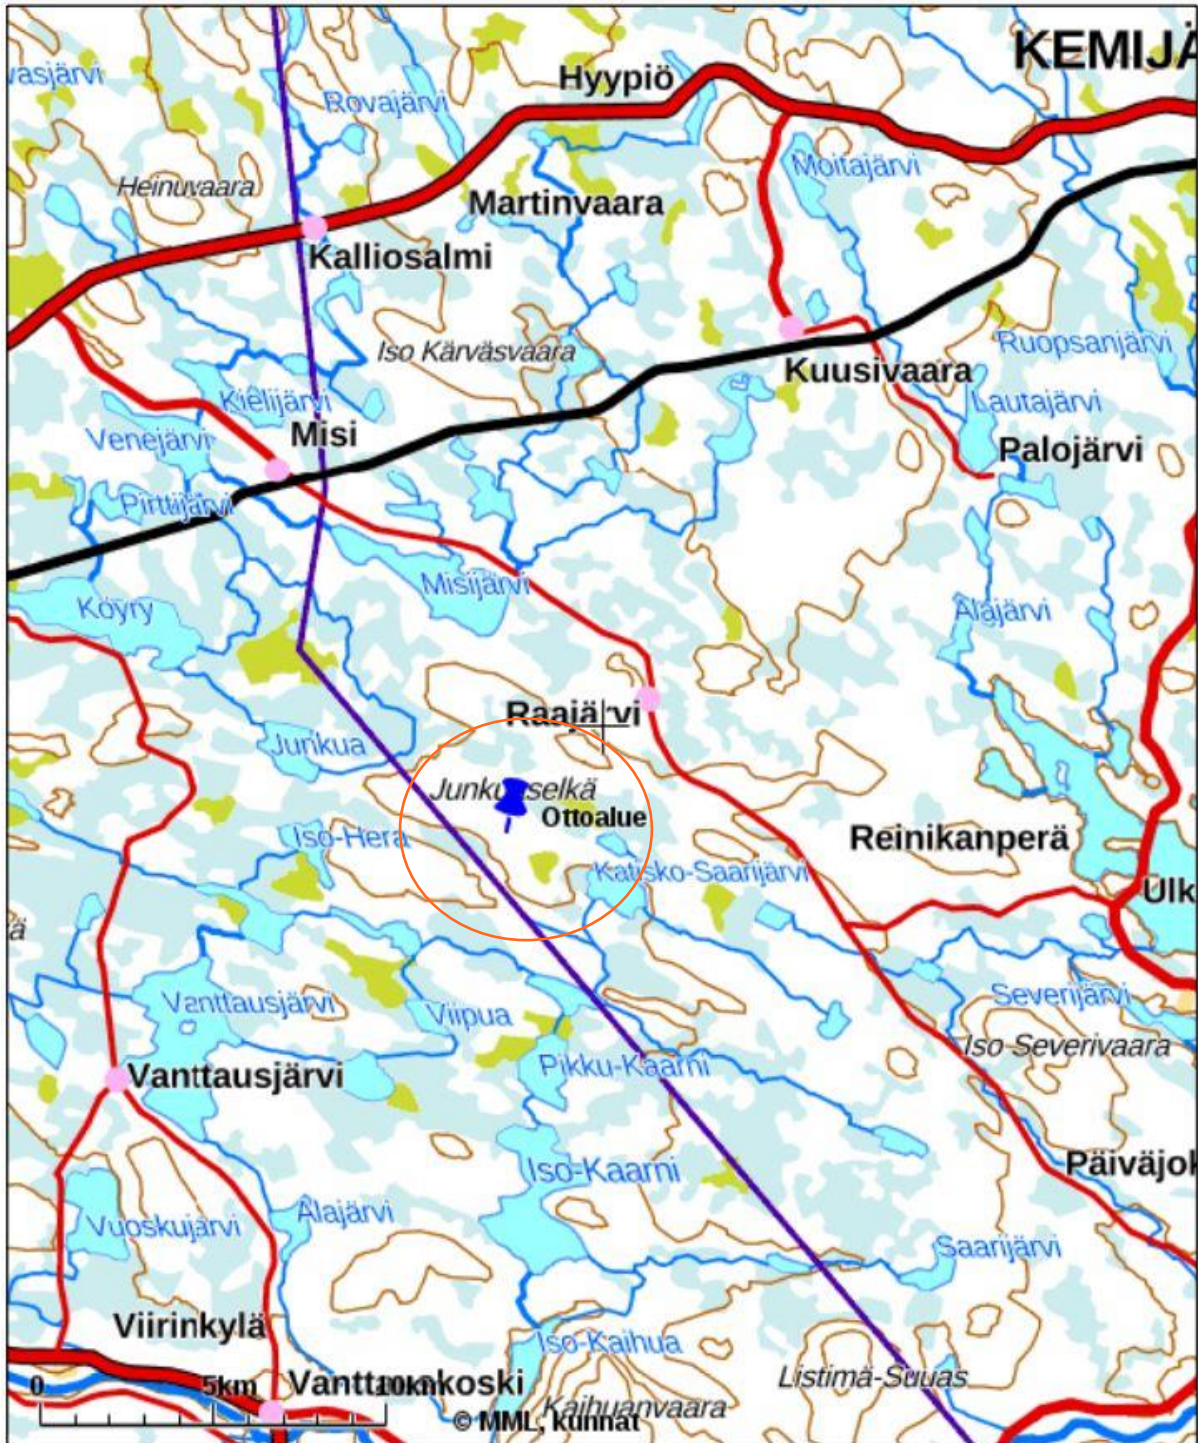 KEMIJÄ
vasjärvi
Hyypiö
Rovajärvi
Moitajärvi
Heinuvaara
Martinvaara
Kalliosalmi
Iso Kärväsvaara
Ruopsanjärvi
Kuusivaara
Kielijärvi
Lautajärvi
Venejärvi
Misi
Palojärvi
Pirttijärvi
Misijärvi
Köyry
Alajärvi
Raajärvi
Junkua
Ottoalue
Iso-Hera
Reinikanperä
Katisko-Saarijärvi
Ulk
ä
Vanttausjärvi
Viipua
Severijärvi
Iso Severivaara
Pikku-Kaarni
Vanttausjärvi
Päiväjok
Iso-Kaarni
Vuoskujärvi
Alajärvi
Saarijärvi
Viirinkylä
Iso-Kaihua
Listimä-Suuas
0 5km 10km
Vanttauskoski
Kaihuanvaara
© MML, kunnat